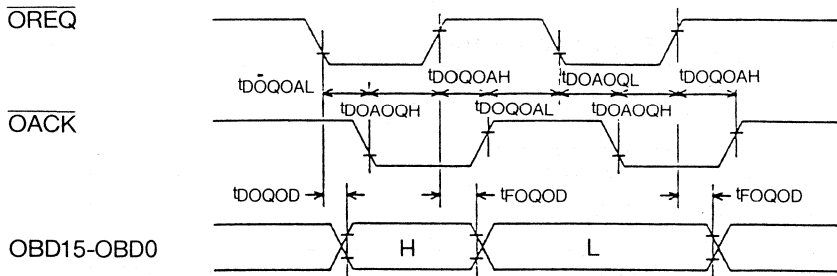 OREQ
tDOQOAL tDOQOAH tDOAOQL tDOQOAH
tDOAOQH tDOQOAL tDOAOQH
OACK
tDOQOD tFOQOD tFOQOD
OBD15-OBD0 H L